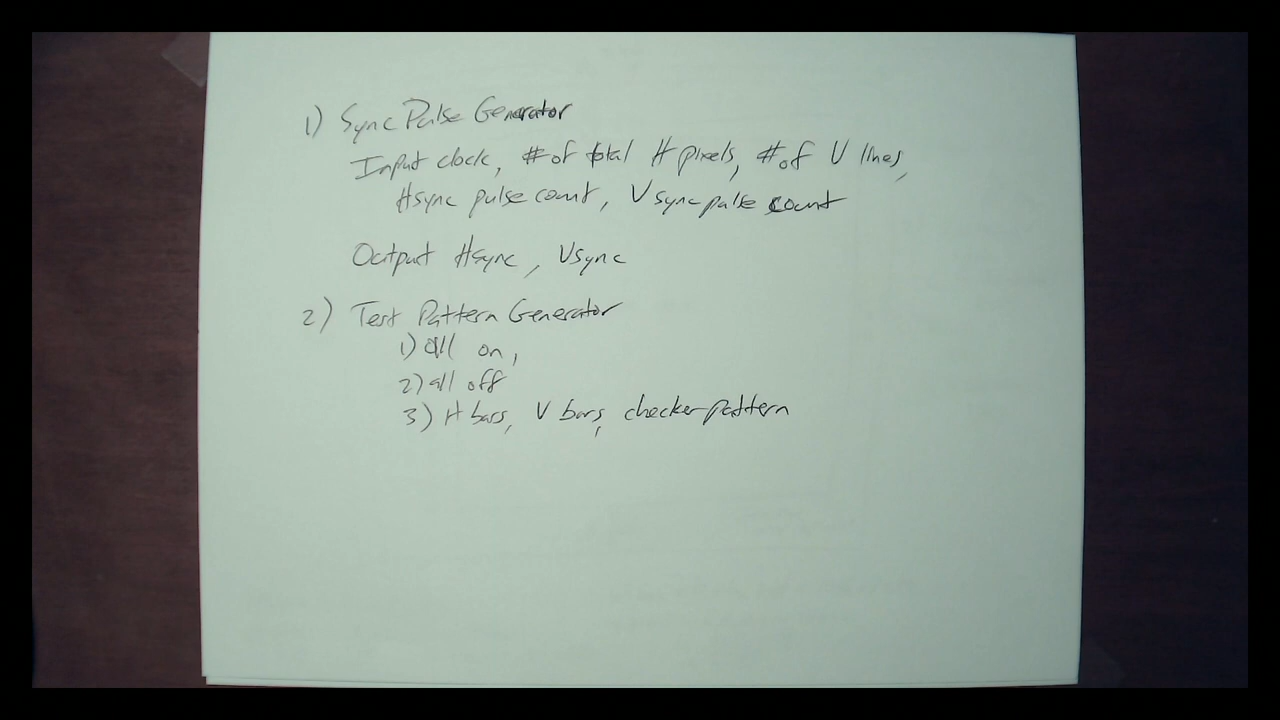 1) Sync Pulse Generator
Input clock, # of total H pixels, # of V lines,
Hsync pulse count, V sync pulse count
Output Hsync, Vsync
2) Test Pattern Generator
1) all on,
2) all off
3) H bars, V bars, checker pattern